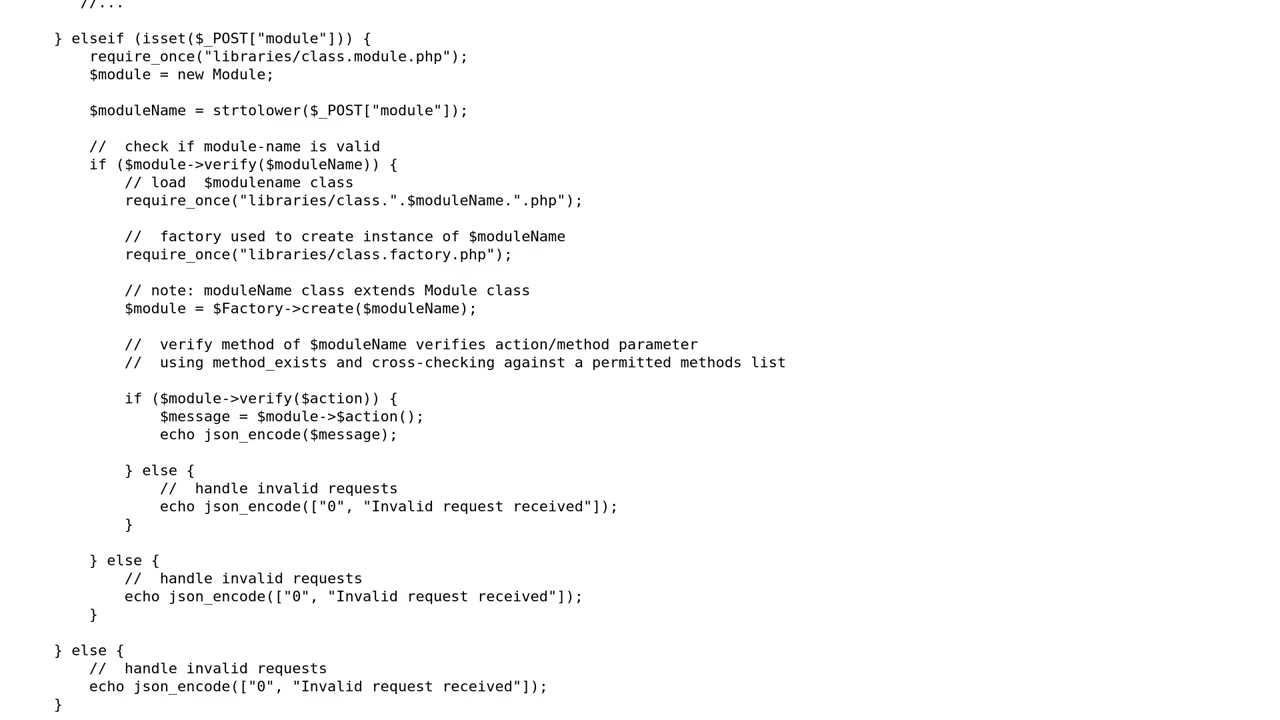 //...
} elseif (isset($_POST["module"])) {
require_once("libraries/class.module.php");
$module = new Module;
$moduleName = strtolower($_POST["module"]);
//  check if module-name is valid
if ($module->verify($moduleName)) {
// load  $modulename class
require_once("libraries/class.".$moduleName.".php");
//  factory used to create instance of $moduleName
require_once("libraries/class.factory.php");
// note: moduleName class extends Module class
$module = $Factory->create($moduleName);
//  verify method of $moduleName verifies action/method parameter
//  using method_exists and cross-checking against a permitted methods list
if ($module->verify($action)) {
$message = $module->$action();
echo json_encode($message);
} else {
//  handle invalid requests
echo json_encode(["0", "Invalid request received"]);
}
} else {
//  handle invalid requests
echo json_encode(["0", "Invalid request received"]);
}
} else {
//  handle invalid requests
echo json_encode(["0", "Invalid request received"]);
}